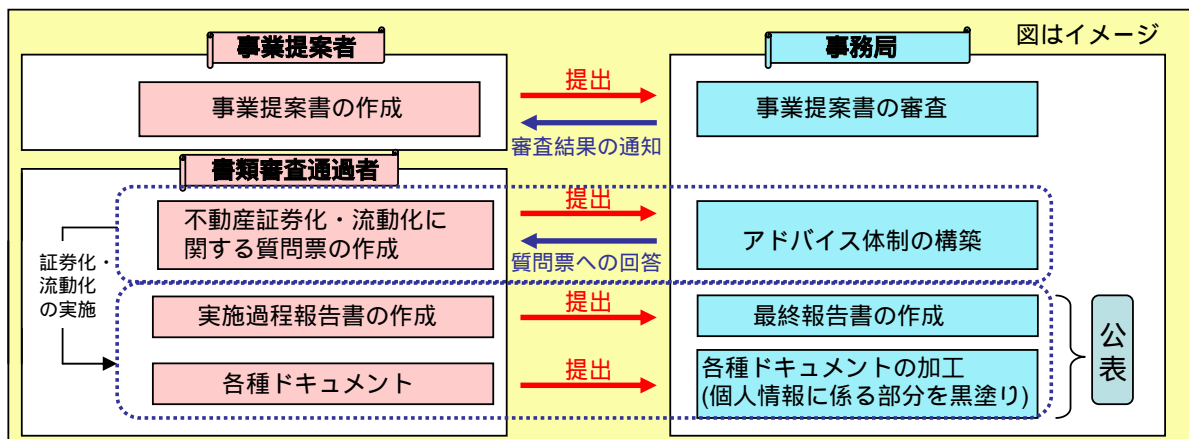 図はイメージ
事業提案者
事務局
事業提案書の作成
提出
審査結果の通知
事業提案書の審査
書類審査通過者
不動産証券化・流動化に
関する質問票の作成
提出
質問票への回答
アドバイス体制の構築
証券化・
流動化
の実施
実施過程報告書の作成
提出
最終報告書の作成
各種ドキュメント
提出
各種ドキュメントの加工
(個人情報に係る部分を黒塗り)
公表